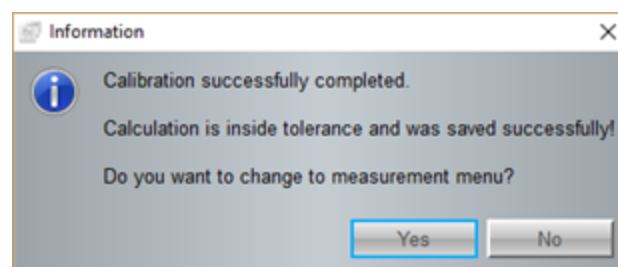 Information
Calibration successfully completed.
Calculation is inside tolerance and was saved successfully!
Do you want to change to measurement menu?
Yes No